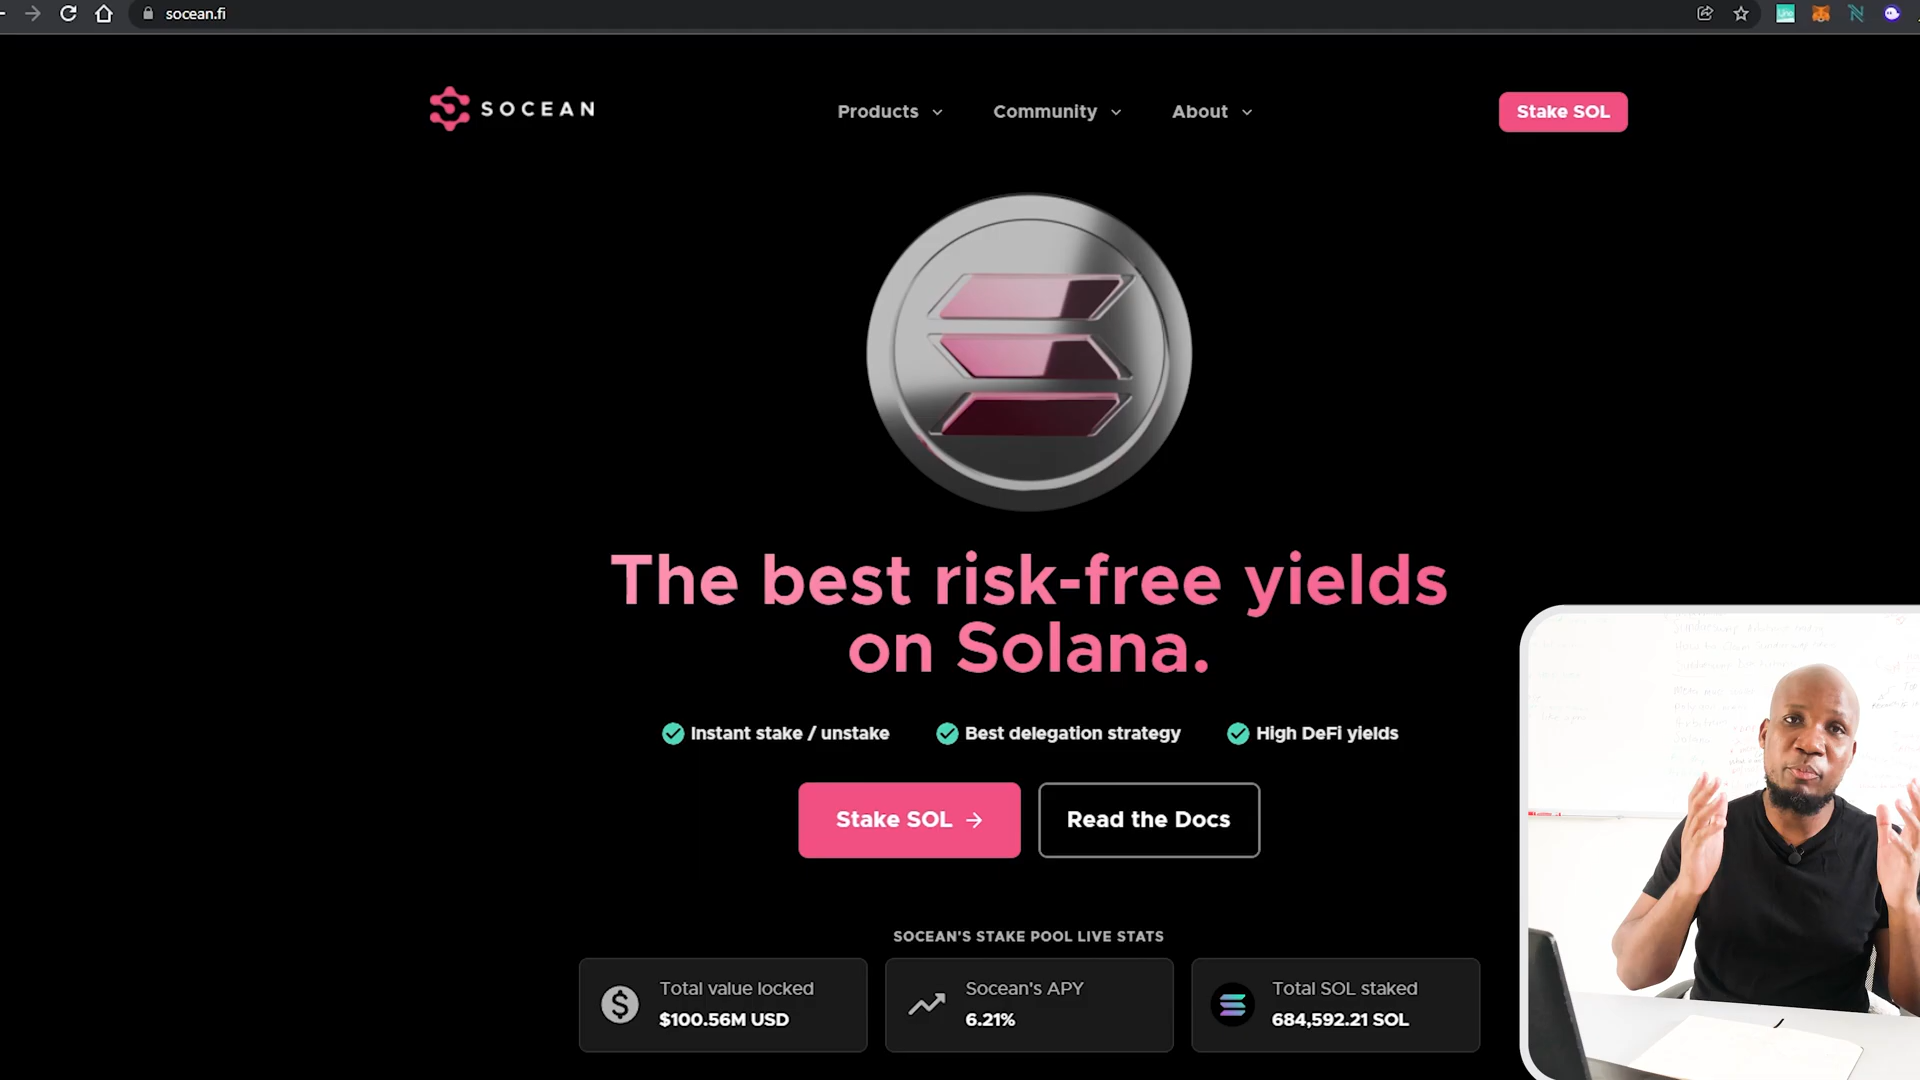 socean.fi
SOCEAN
Products
Community
About
Stake SOL
The best risk-free yields
on Solana.
Instant stake / unstake
Best delegation strategy
High DeFi yields
Stake SOL →
Read the Docs
SOCEAN'S STAKE POOL LIVE STATS
Total value locked
$100.56M USD
Socean's APY
6.21%
Total SOL staked
684,592.21 SOL